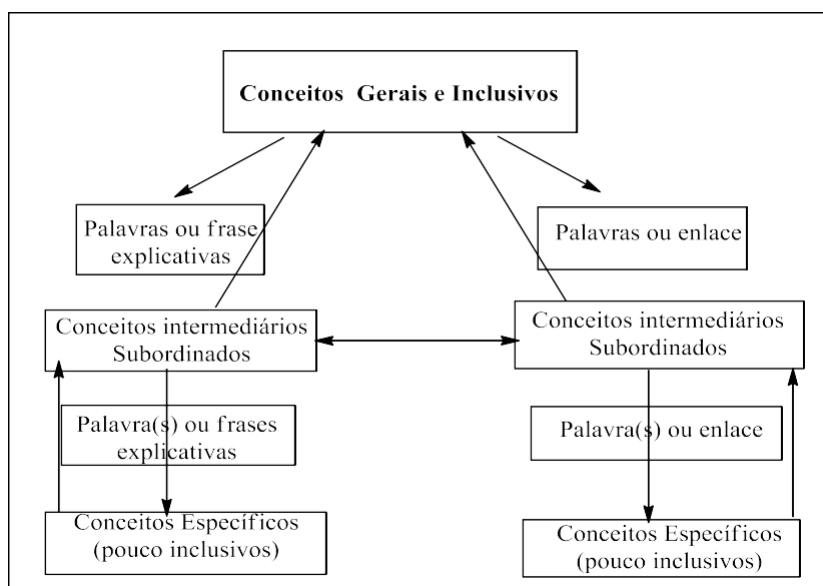 Conceitos Gerais e Inclusivos
Palavras ou frase
explicativas
Palavras ou enlace
Conceitos intermediários
Subordinados
Conceitos intermediários
Subordinados
Palavra(s) ou frases
explicativas
Palavra(s) ou enlace
Conceitos Específicos
(pouco inclusivos)
Conceitos Específicos
(pouco inclusivos)